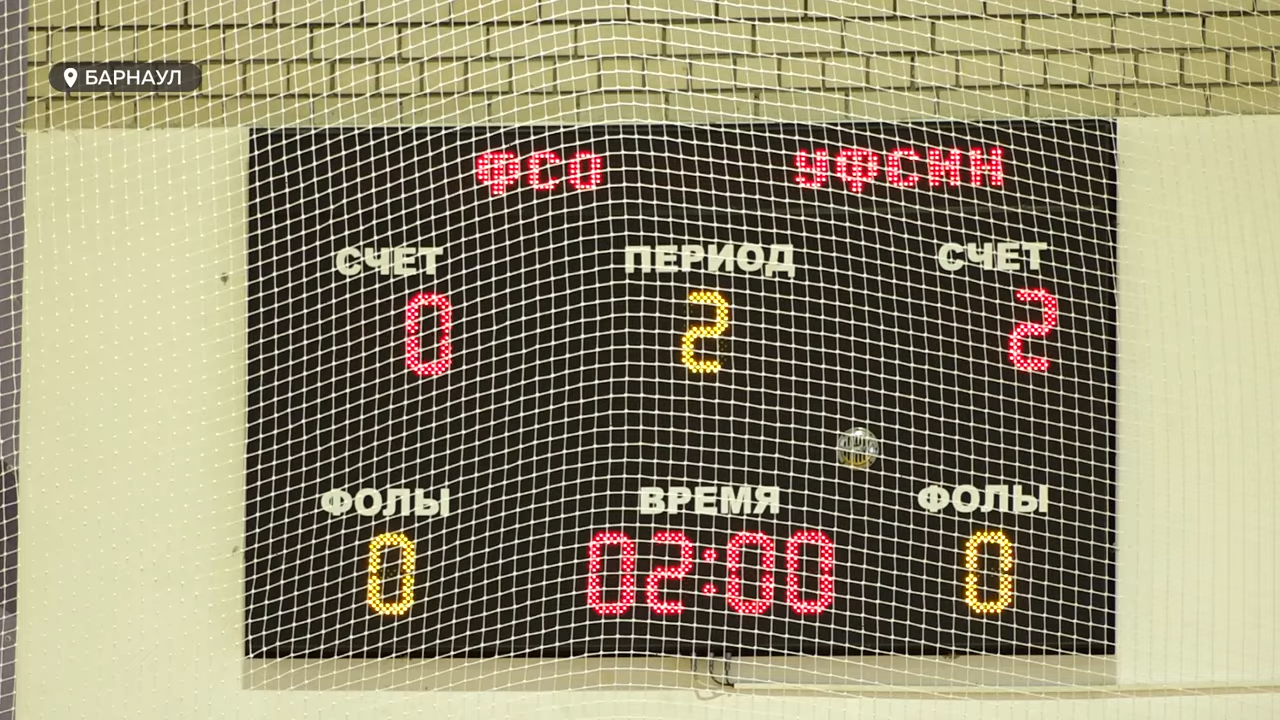 БАРНАУЛ
ФСО УФСИН
СЧЕТ ПЕРИОД СЧЕТ
0 2 2
ФОЛЫ ВРЕМЯ ФОЛЫ
0 02:00 0